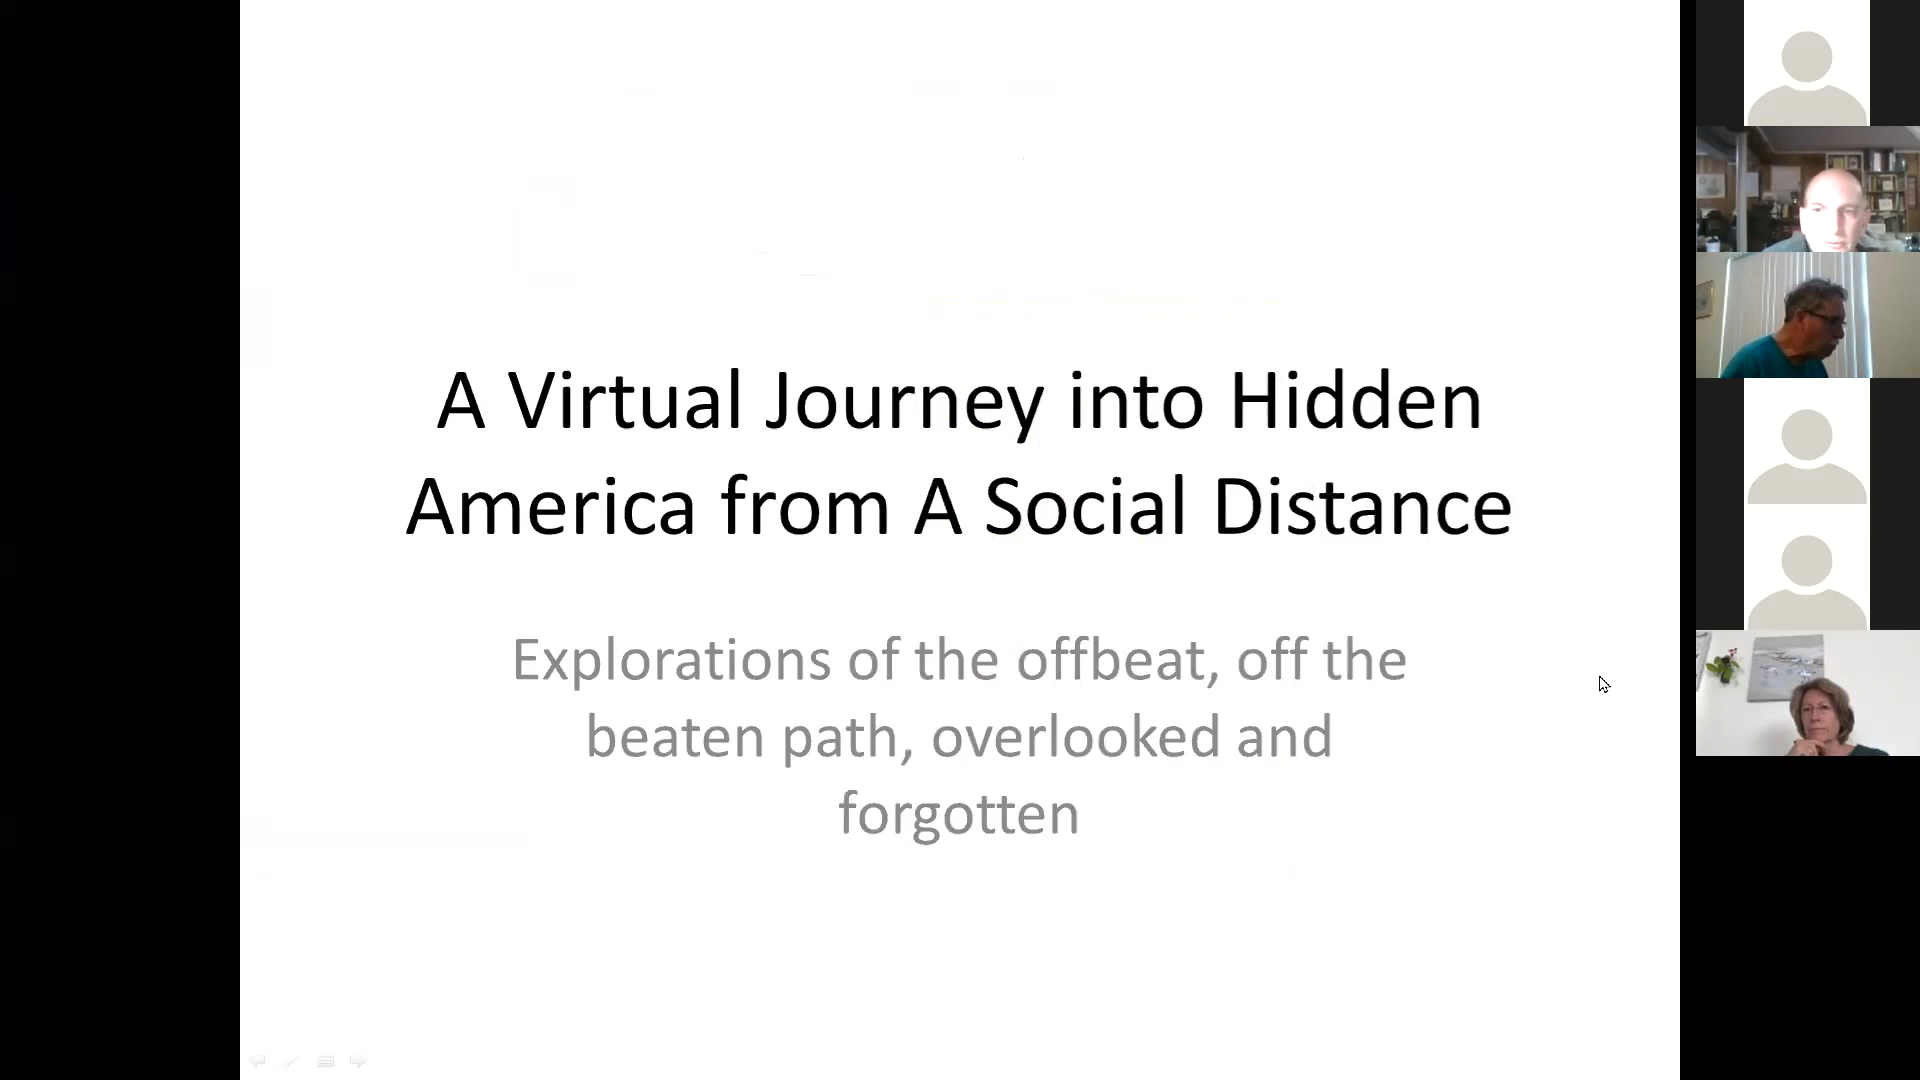 A Virtual Journey into Hidden
America from A Social Distance
Explorations of the offbeat, off the
beaten path, overlooked and
forgotten